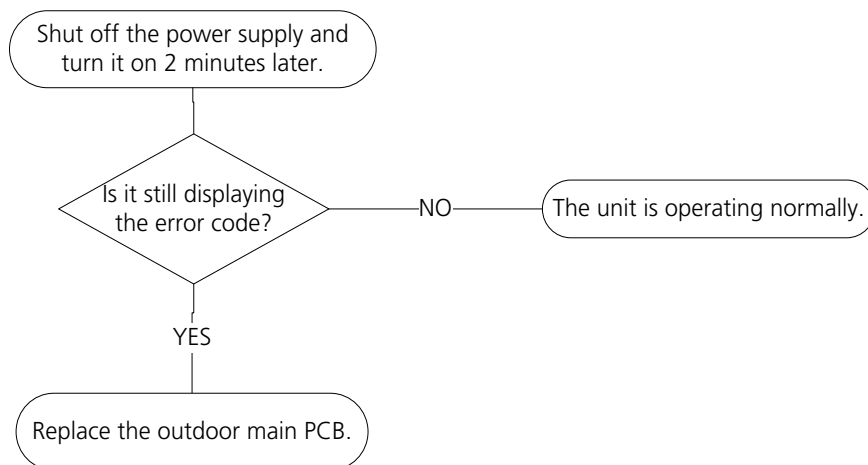 Shut off the power supply and
turn it on 2 minutes later.
Is it still displaying
the error code?
NO
The unit is operating normally.
YES
Replace the outdoor main PCB.